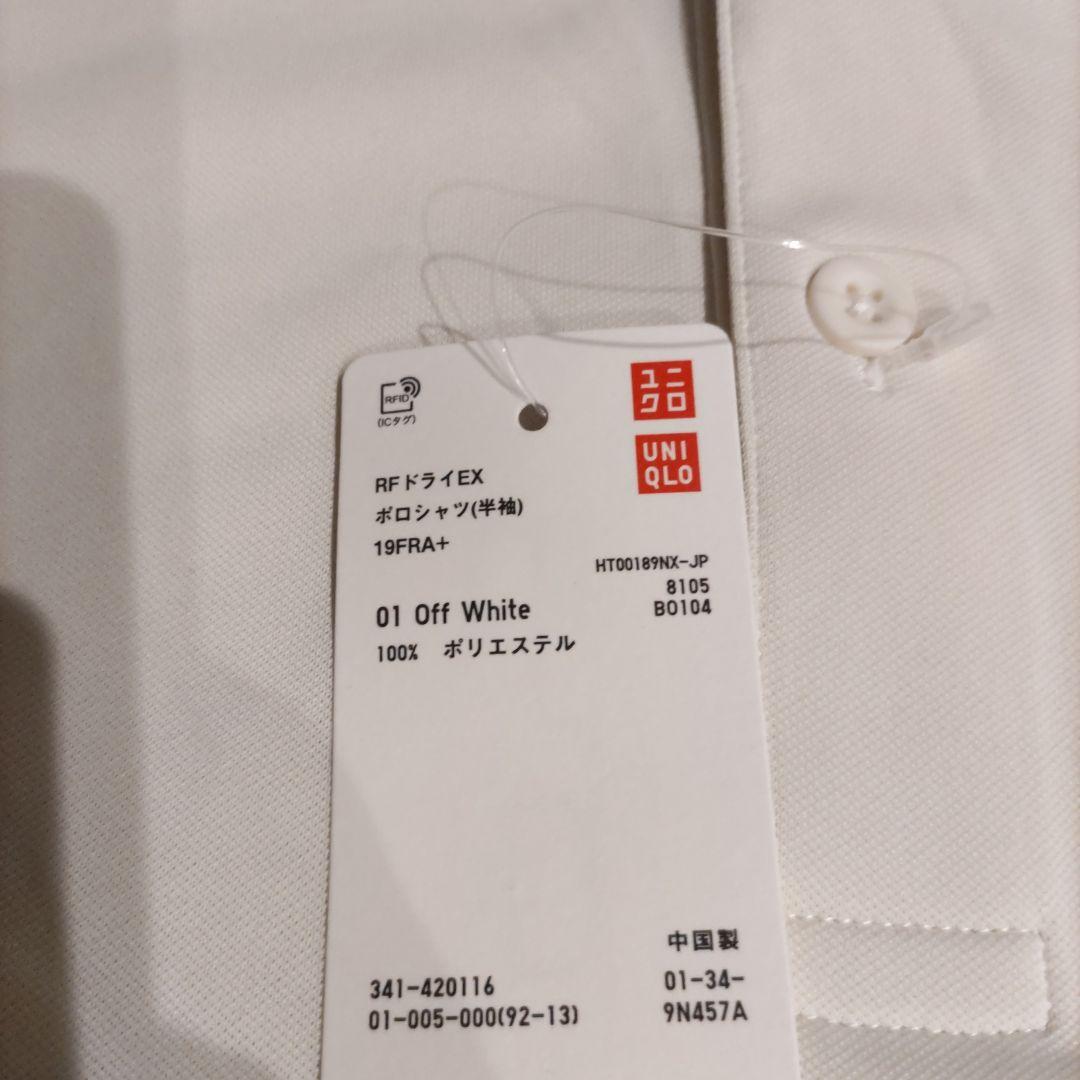 RFID
(ICタグ)
ユニ
クロ
UNI
QLO
RFドライEX
ポロシャツ(半袖)
19FRA+
HT00189NX-JP
8105
B0104
01 Off White
100% ポリエステル
中国製
341-420116
01-34-
01-005-000(92-13)
9N457A